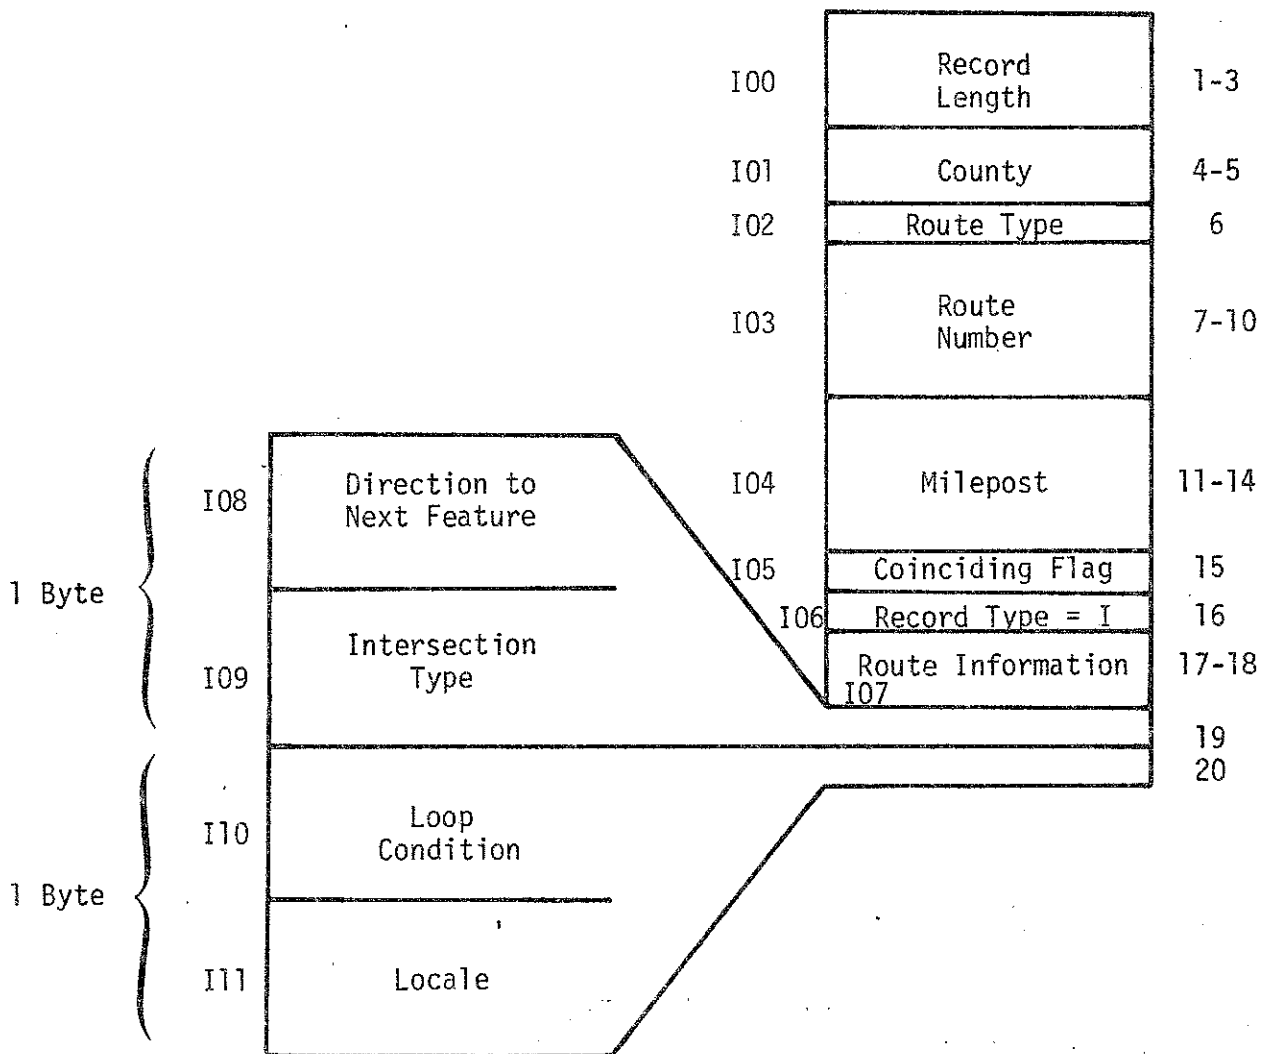 I00 Record Length 1-3
I01 County 4-5
I02 Route Type 6
I03 Route Number 7-10
I04 Milepost 11-14
I05 Coinciding Flag 15
I06 Record Type = I 16
Route Information 17-18
I07
19
20
1 Byte
I08 Direction to Next Feature
I09 Intersection Type
1 Byte
I10 Loop Condition
I11 Locale